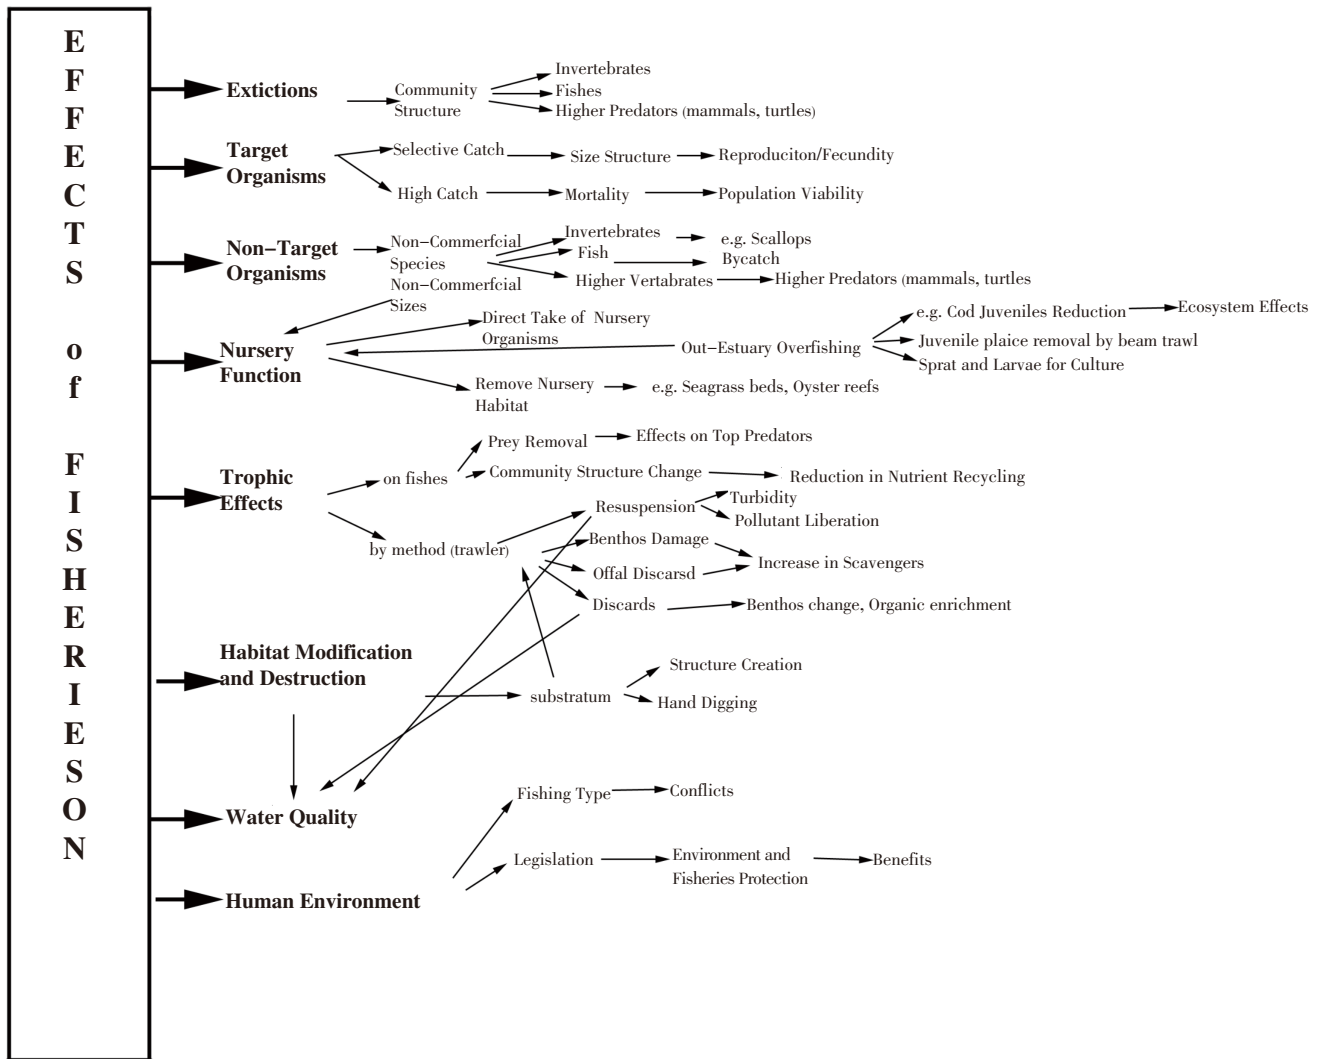 EFFECTS of FISHERIESON
Extictions
Community
Structure
Invertebrates
Fishes
Higher Predators (mammals, turtles)
Target
Organisms
Selective Catch
Size Structure
Reproduciton/Fecundity
High Catch
Mortality
Population Viability
Non–Target
Organisms
Non–Commerfcial
Species
Invertebrates
e.g. Scallops
Fish
Bycatch
Higher Vertabrates
Higher Predators (mammals, turtles
Non–Commerfcial
Sizes
Nursery
Function
Direct Take of Nursery
Organisms
Out–Estuary Overfishing
e.g. Cod Juveniles Reduction
Ecosystem Effects
Juvenile plaice removal by beam trawl
Sprat and Larvae for Culture
Remove Nursery
Habitat
e.g. Seagrass beds, Oyster reefs
Trophic
Effects
on fishes
Prey Removal
Effects on Top Predators
Community Structure Change
Reduction in Nutrient Recycling
by method (trawler)
Resuspension
Turbidity
Pollutant Liberation
Benthos Damage
Offal Discarsd
Increase in Scavengers
Discards
Benthos change, Organic enrichment
Habitat Modification
and Destruction
substratum
Structure Creation
Hand Digging
Water Quality
Human Environment
Fishing Type
Conflicts
Legislation
Environment and
Fisheries Protection
Benefits